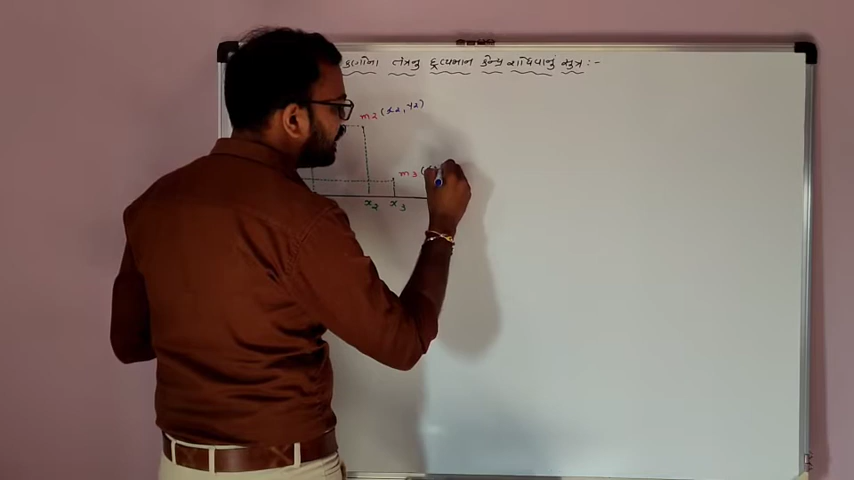 કણોના તંત્રનું દ્રવ્યમાન કેન્દ્ર શોધવાનું સુત્ર :-
m2 (x2, y2)
m3
x2 x3